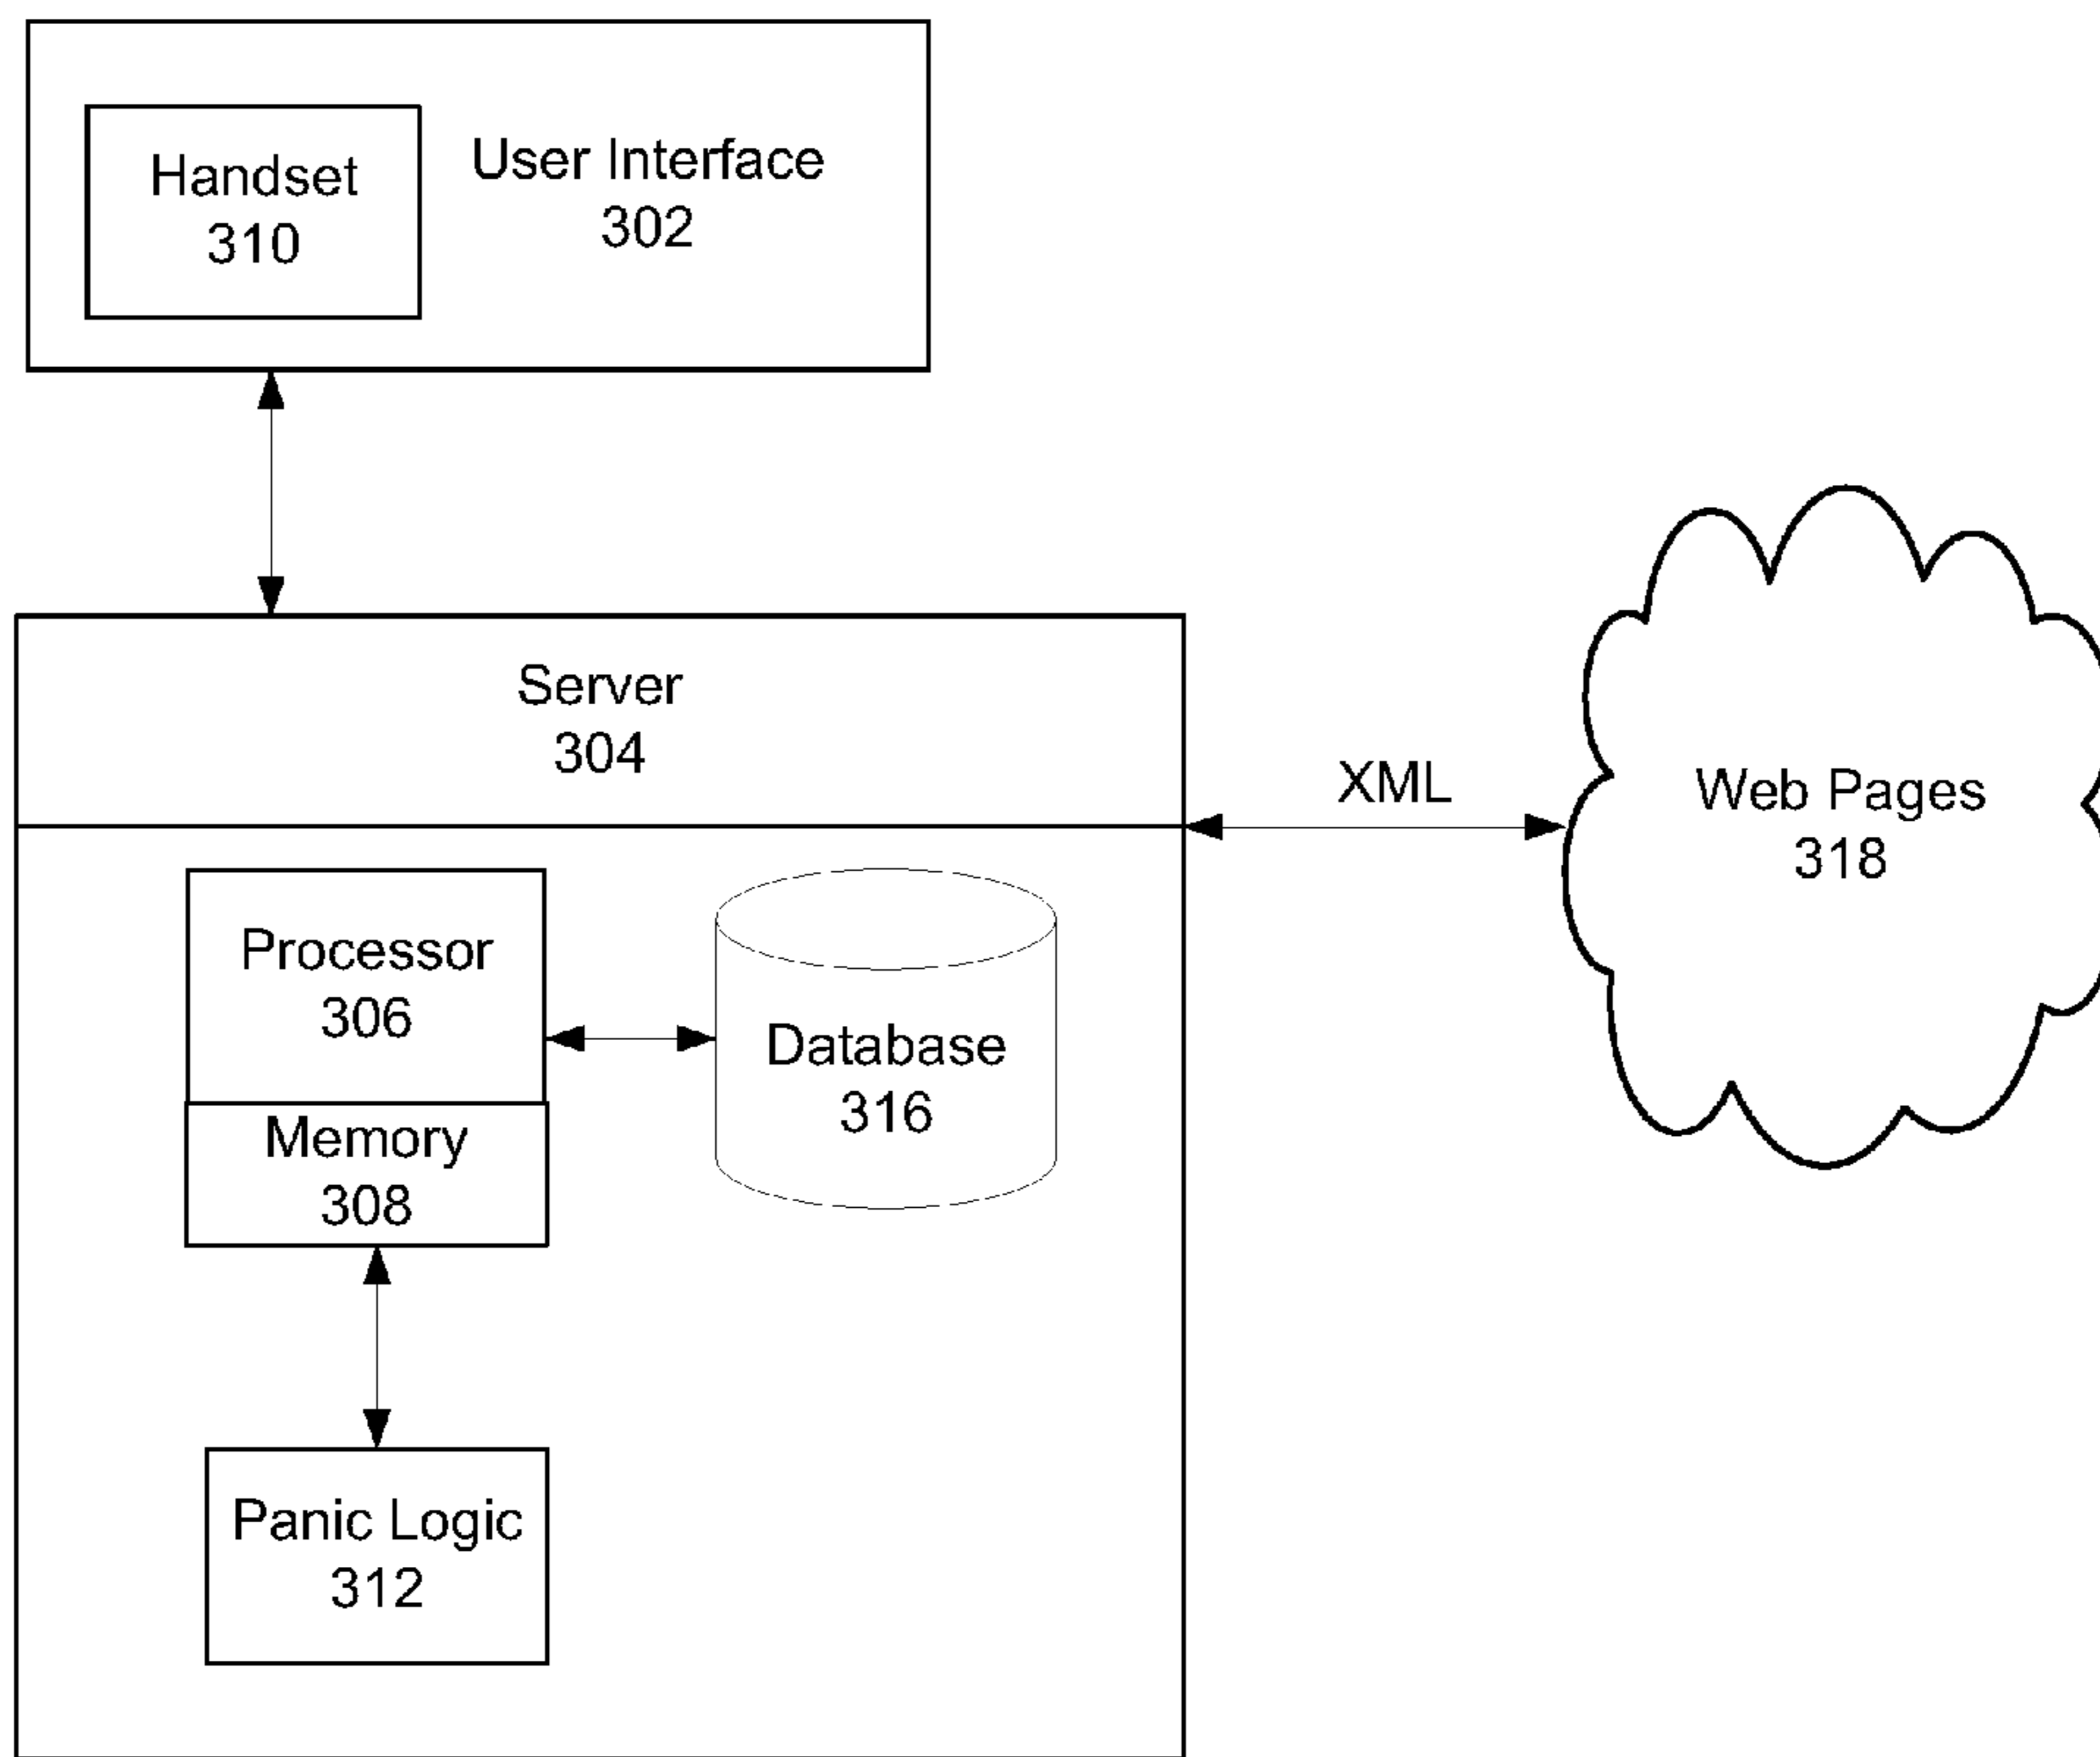 Handset
310
User Interface
302
Server
304
XML
Web Pages
318
Processor
306
Memory
308
Database
316
Panic Logic
312